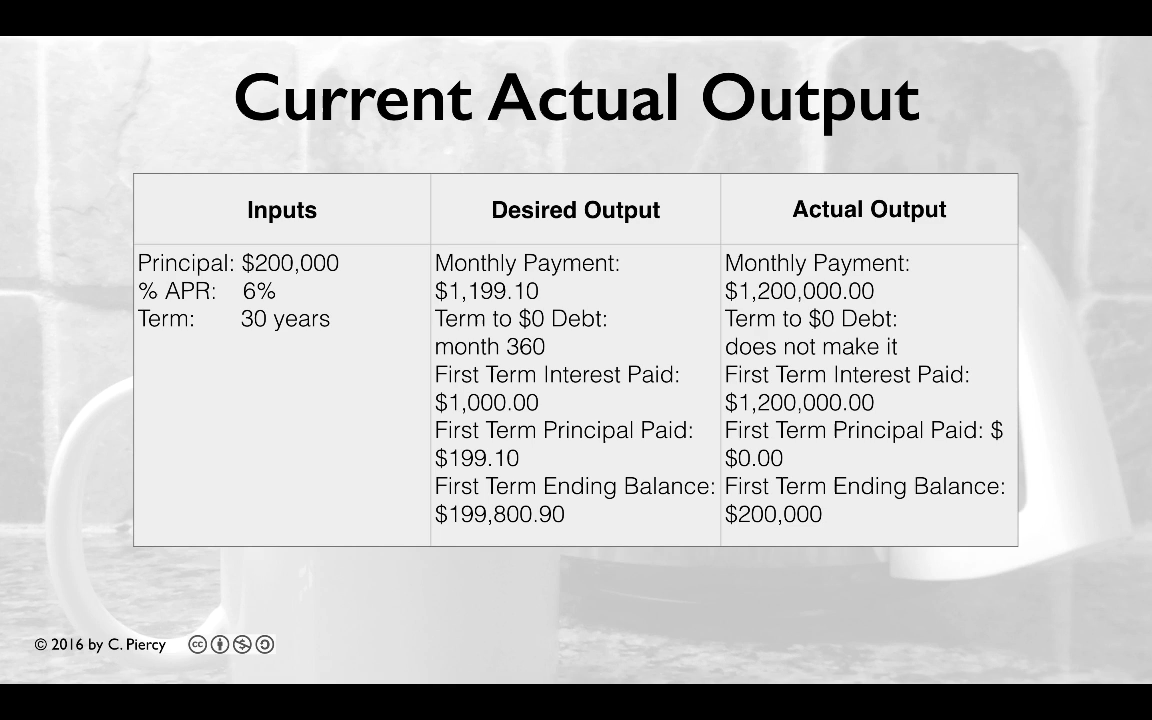 Current Actual Output
Inputs
Desired Output
Actual Output
Principal: $200,000
% APR: 6%
Term: 30 years
Monthly Payment:
$1,199.10
Term to $0 Debt:
month 360
First Term Interest Paid:
$1,000.00
First Term Principal Paid:
$199.10
First Term Ending Balance:
$199,800.90
Monthly Payment:
$1,200,000.00
Term to $0 Debt:
does not make it
First Term Interest Paid:
$1,200,000.00
First Term Principal Paid: $
$0.00
First Term Ending Balance:
$200,000
© 2016 by C. Piercy